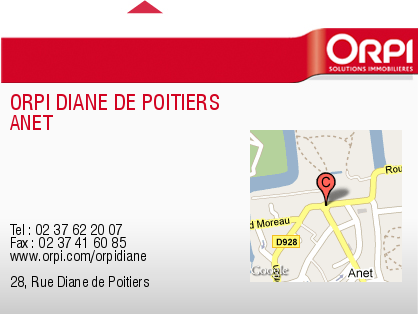 ORPI
SOLUTIONS IMMOBILIÈRES
ORPI DIANE DE POITIERS
ANET
C
Rou
d Moreau
D928
Google
Anet
Tel : 02 37 62 20 07
Fax : 02 37 41 60 85
www.orpi.com/orpidiane
28, Rue Diane de Poitiers